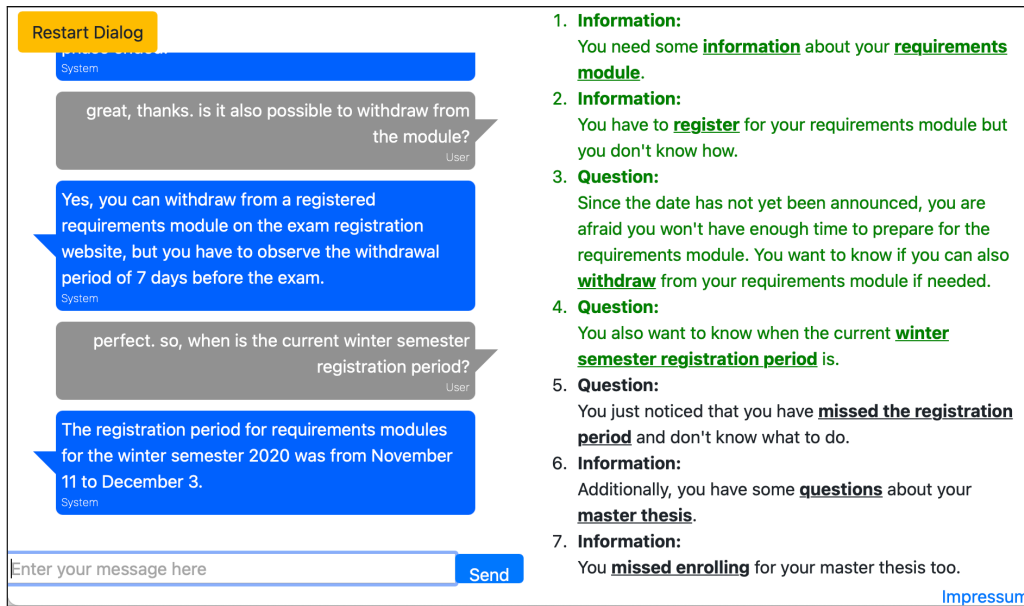 Restart Dialog
System
great, thanks. is it also possible to withdraw from
the module?
User
Yes, you can withdraw from a registered
requirements module on the exam registration
website, but you have to observe the withdrawal
period of 7 days before the exam.
System
perfect. so, when is the current winter semester
registration period?
User
The registration period for requirements modules
for the winter semester 2020 was from November
11 to December 3.
System
Enter your message here
Send
1. Information:
You need some information about your requirements
module.
2. Information:
You have to register for your requirements module but
you don't know how.
3. Question:
Since the date has not yet been announced, you are
afraid you won't have enough time to prepare for the
requirements module. You want to know if you can also
withdraw from your requirements module if needed.
4. Question:
You also want to know when the current winter
semester registration period is.
5. Question:
You just noticed that you have missed the registration
period and don't know what to do.
6. Information:
Additionally, you have some questions about your
master thesis.
7. Information:
You missed enrolling for your master thesis too.
Impressum